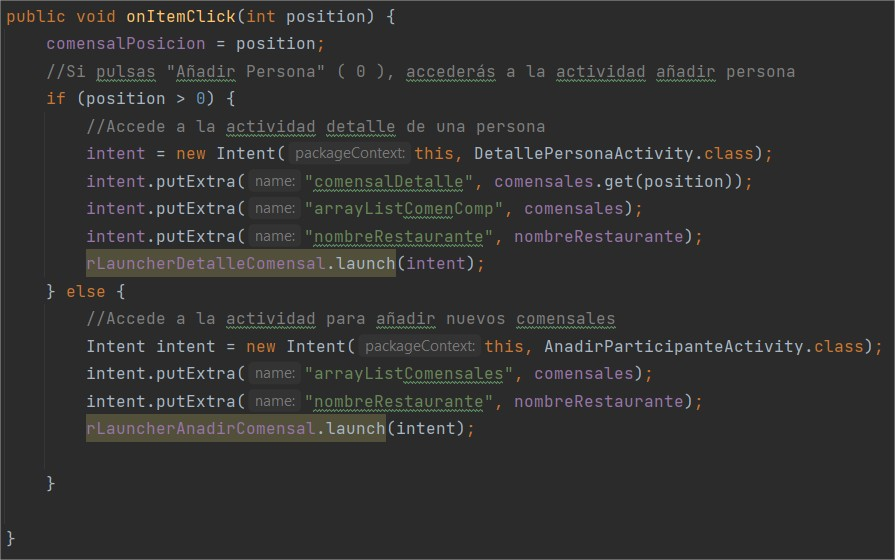 public void onItemClick(int position) {
comensalPosicion = position;
//Si pulsas "Añadir Persona" ( 0 ), accederás a la actividad añadir persona
if (position > 0) {
//Accede a la actividad detalle de una persona
intent = new Intent( packageContext: this, DetallePersonaActivity.class);
intent.putExtra( name: "comensalDetalle", comensales.get(position));
intent.putExtra( name: "arrayListComenComp", comensales);
intent.putExtra( name: "nombreRestaurante", nombreRestaurante);
rLauncherDetalleComensal.launch(intent);
} else {
//Accede a la actividad para añadir nuevos comensales
Intent intent = new Intent( packageContext: this, AnadirParticipanteActivity.class);
intent.putExtra( name: "arrayListComensales", comensales);
intent.putExtra( name: "nombreRestaurante", nombreRestaurante);
rLauncherAnadirComensal.launch(intent);
}
}